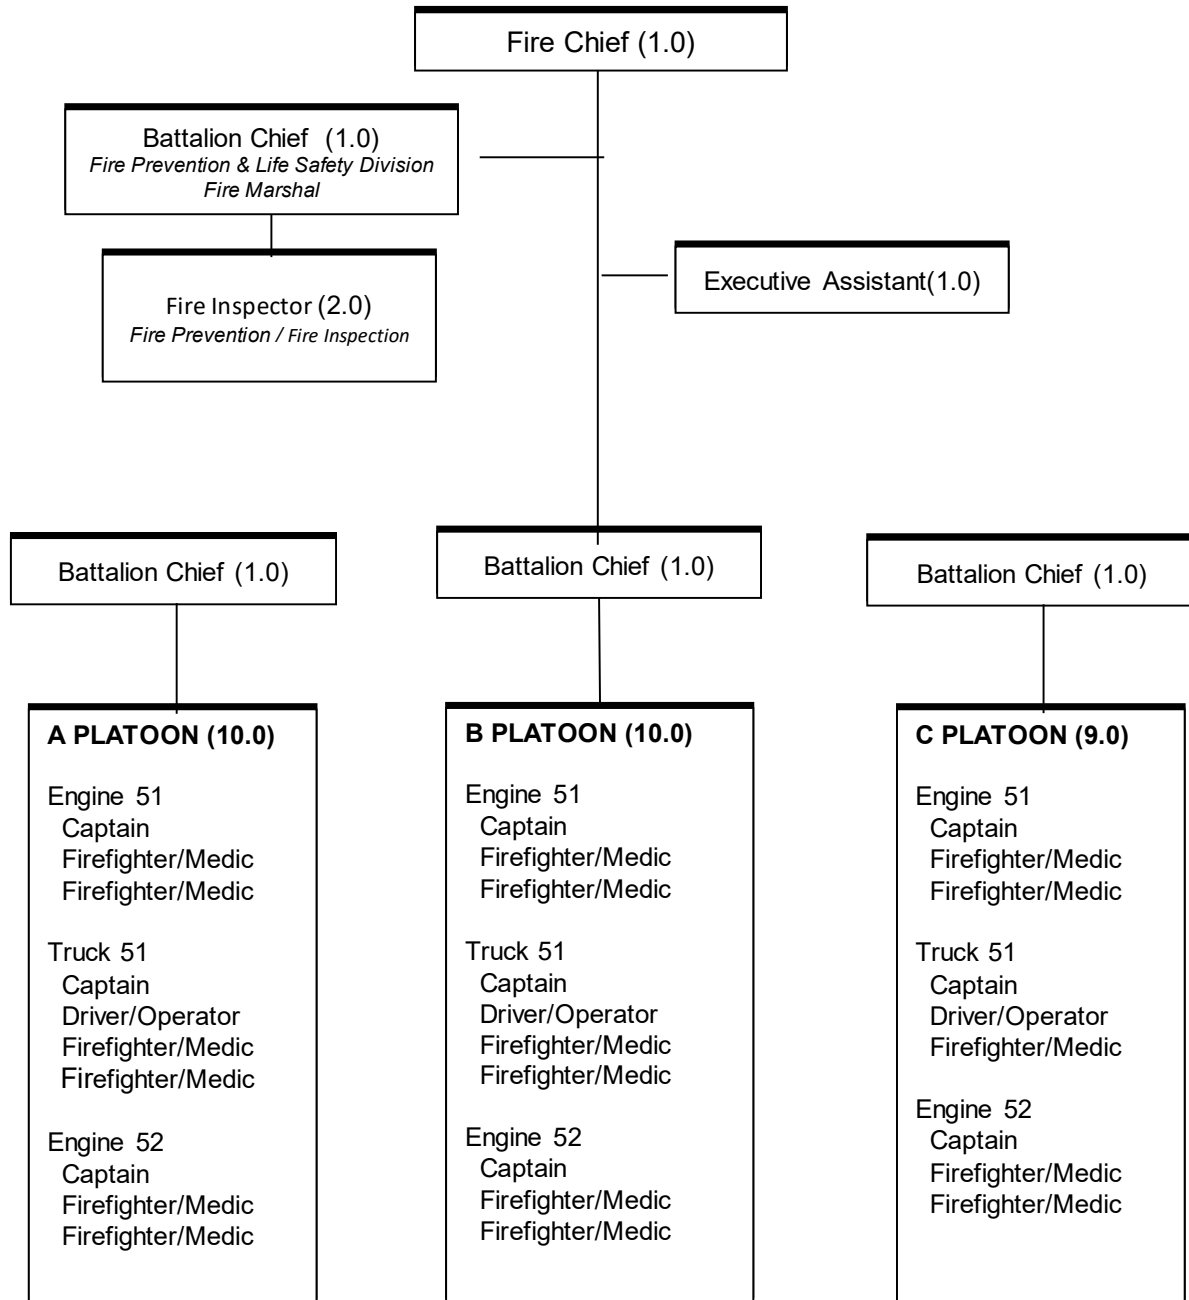 Fire Chief (1.0)
Battalion Chief (1.0)
Fire Prevention & Life Safety Division
Fire Marshal
Fire Inspector (2.0)
Fire Prevention / Fire Inspection
Executive Assistant(1.0)
Battalion Chief (1.0)
Battalion Chief (1.0)
Battalion Chief (1.0)
A PLATOON (10.0)
Engine 51
Captain
Firefighter/Medic
Firefighter/Medic
Truck 51
Captain
Driver/Operator
Firefighter/Medic
Firefighter/Medic
Engine 52
Captain
Firefighter/Medic
Firefighter/Medic
B PLATOON (10.0)
Engine 51
Captain
Firefighter/Medic
Firefighter/Medic
Truck 51
Captain
Driver/Operator
Firefighter/Medic
Firefighter/Medic
Engine 52
Captain
Firefighter/Medic
Firefighter/Medic
C PLATOON (9.0)
Engine 51
Captain
Firefighter/Medic
Firefighter/Medic
Truck 51
Captain
Driver/Operator
Firefighter/Medic
Engine 52
Captain
Firefighter/Medic
Firefighter/Medic